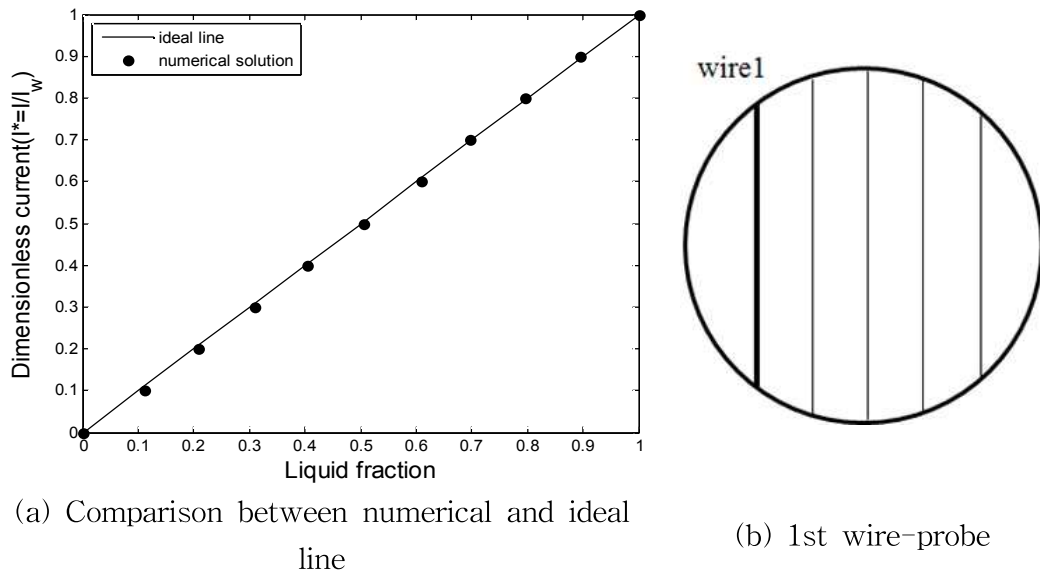 1
0.9
0.8
0.7
0.6
0.5
0.4
0.3
0.2
0.1
0
Dimensionless current(I*=I/I_w)
ideal line
numerical solution
0 0.1 0.2 0.3 0.4 0.5 0.6 0.7 0.8 0.9 1
Liquid fraction
(a) Comparison between numerical and ideal
line
wire1
(b) 1st wire-probe